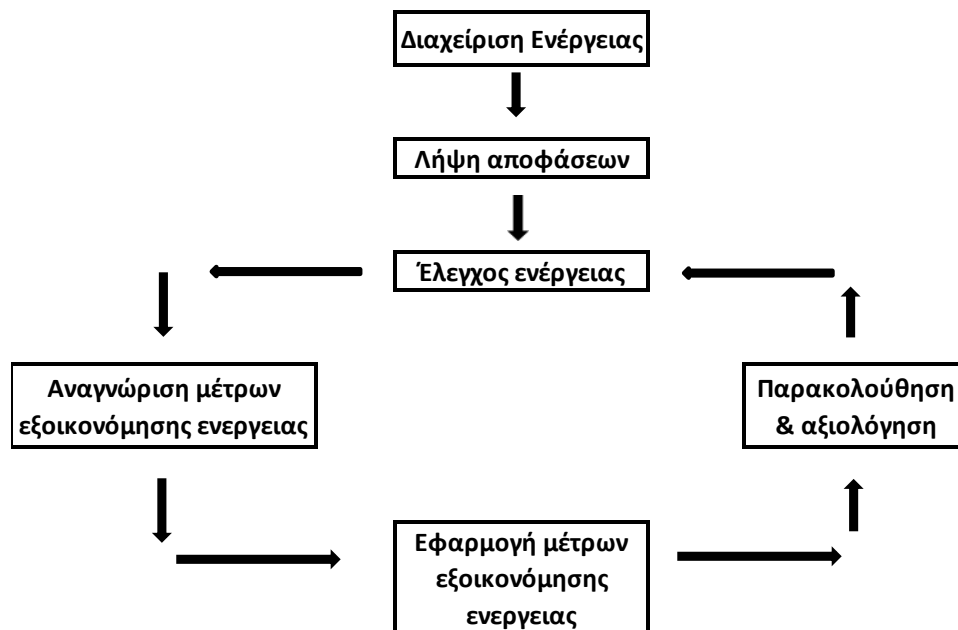 Διαχείριση Ενέργειας
Λήψη αποφάσεων
Έλεγχος ενέργειας
Αναγνώριση μέτρων
εξοικονόμησης ενεργειας
Παρακολούθηση
& αξιολόγηση
Εφαρμογή μέτρων
εξοικονόμησης
ενεργειας